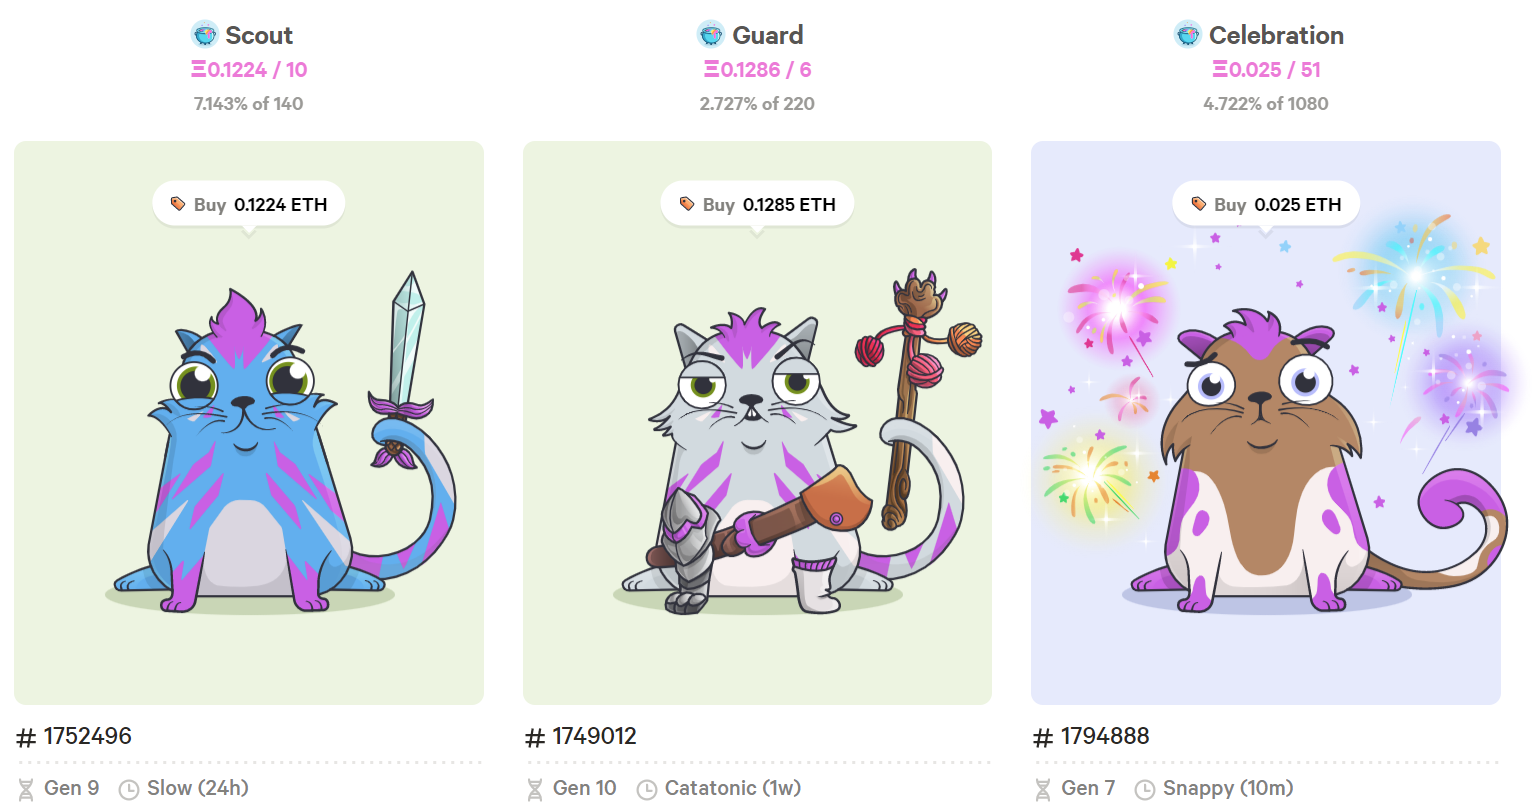 Scout
Ξ0.1224 / 10
7.143% of 140
Buy 0.1224 ETH
# 1752496
Gen 9 Slow (24h)
Guard
Ξ0.1286 / 6
2.727% of 220
Buy 0.1285 ETH
# 1749012
Gen 10 Catatonic (1w)
Celebration
Ξ0.025 / 51
4.722% of 1080
Buy 0.025 ETH
# 1794888
Gen 7 Snappy (10m)